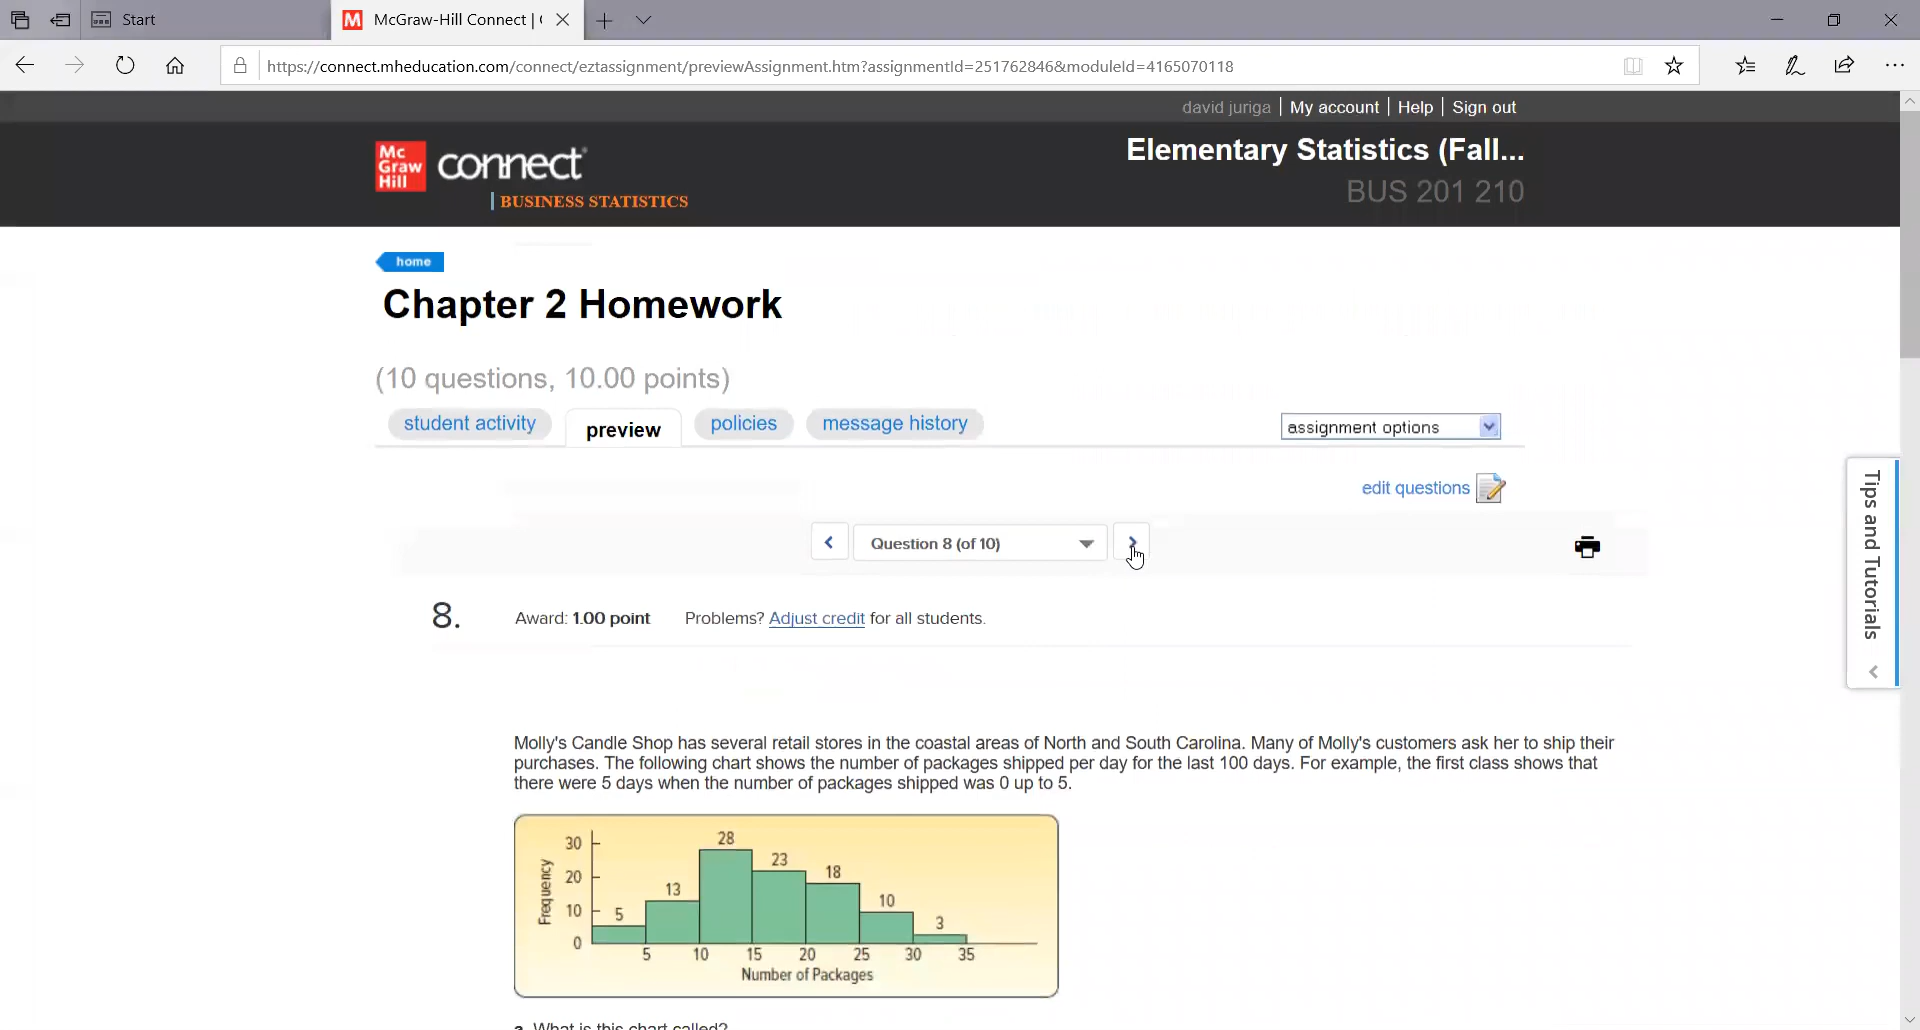 Start
McGraw-Hill Connect | (
https://connect.mheducation.com/connect/eztassignment/previewAssignment.htm?assignmentId=251762846&moduleId=4165070118
david juriga | My account | Help | Sign out
Mc
Graw
Hill
connect
| BUSINESS STATISTICS
Elementary Statistics (Fall...
BUS 201 210
home
Chapter 2 Homework
(10 questions, 10.00 points)
student activity
preview
policies
message history
assignment options
edit questions
Tips and Tutorials
Question 8 (of 10)
8.
Award: 1.00 point
Problems? Adjust credit for all students.
Molly's Candle Shop has several retail stores in the coastal areas of North and South Carolina. Many of Molly's customers ask her to ship their
purchases. The following chart shows the number of packages shipped per day for the last 100 days. For example, the first class shows that
there were 5 days when the number of packages shipped was 0 up to 5.
Frequency
30
20
10
0
5
13
28
23
18
10
3
5 10 15 20 25 30 35
Number of Packages
a. What is this chart called?